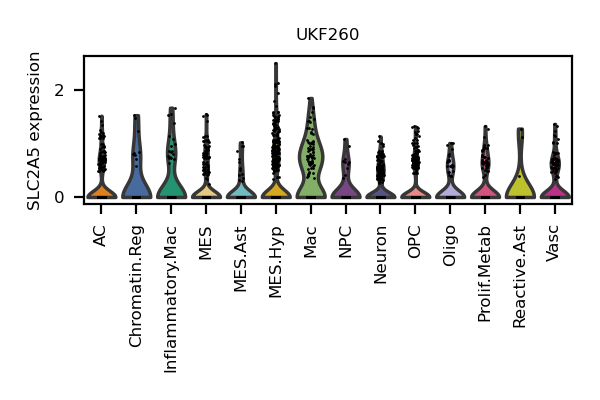 UKF260
SLC2A5 expression
2
0
AC
Chromatin.Reg
Inflammatory.Mac
MES
MES.Ast
MES.Hyp
Mac
NPC
Neuron
OPC
Oligo
Prolif.Metab
Reactive.Ast
Vasc